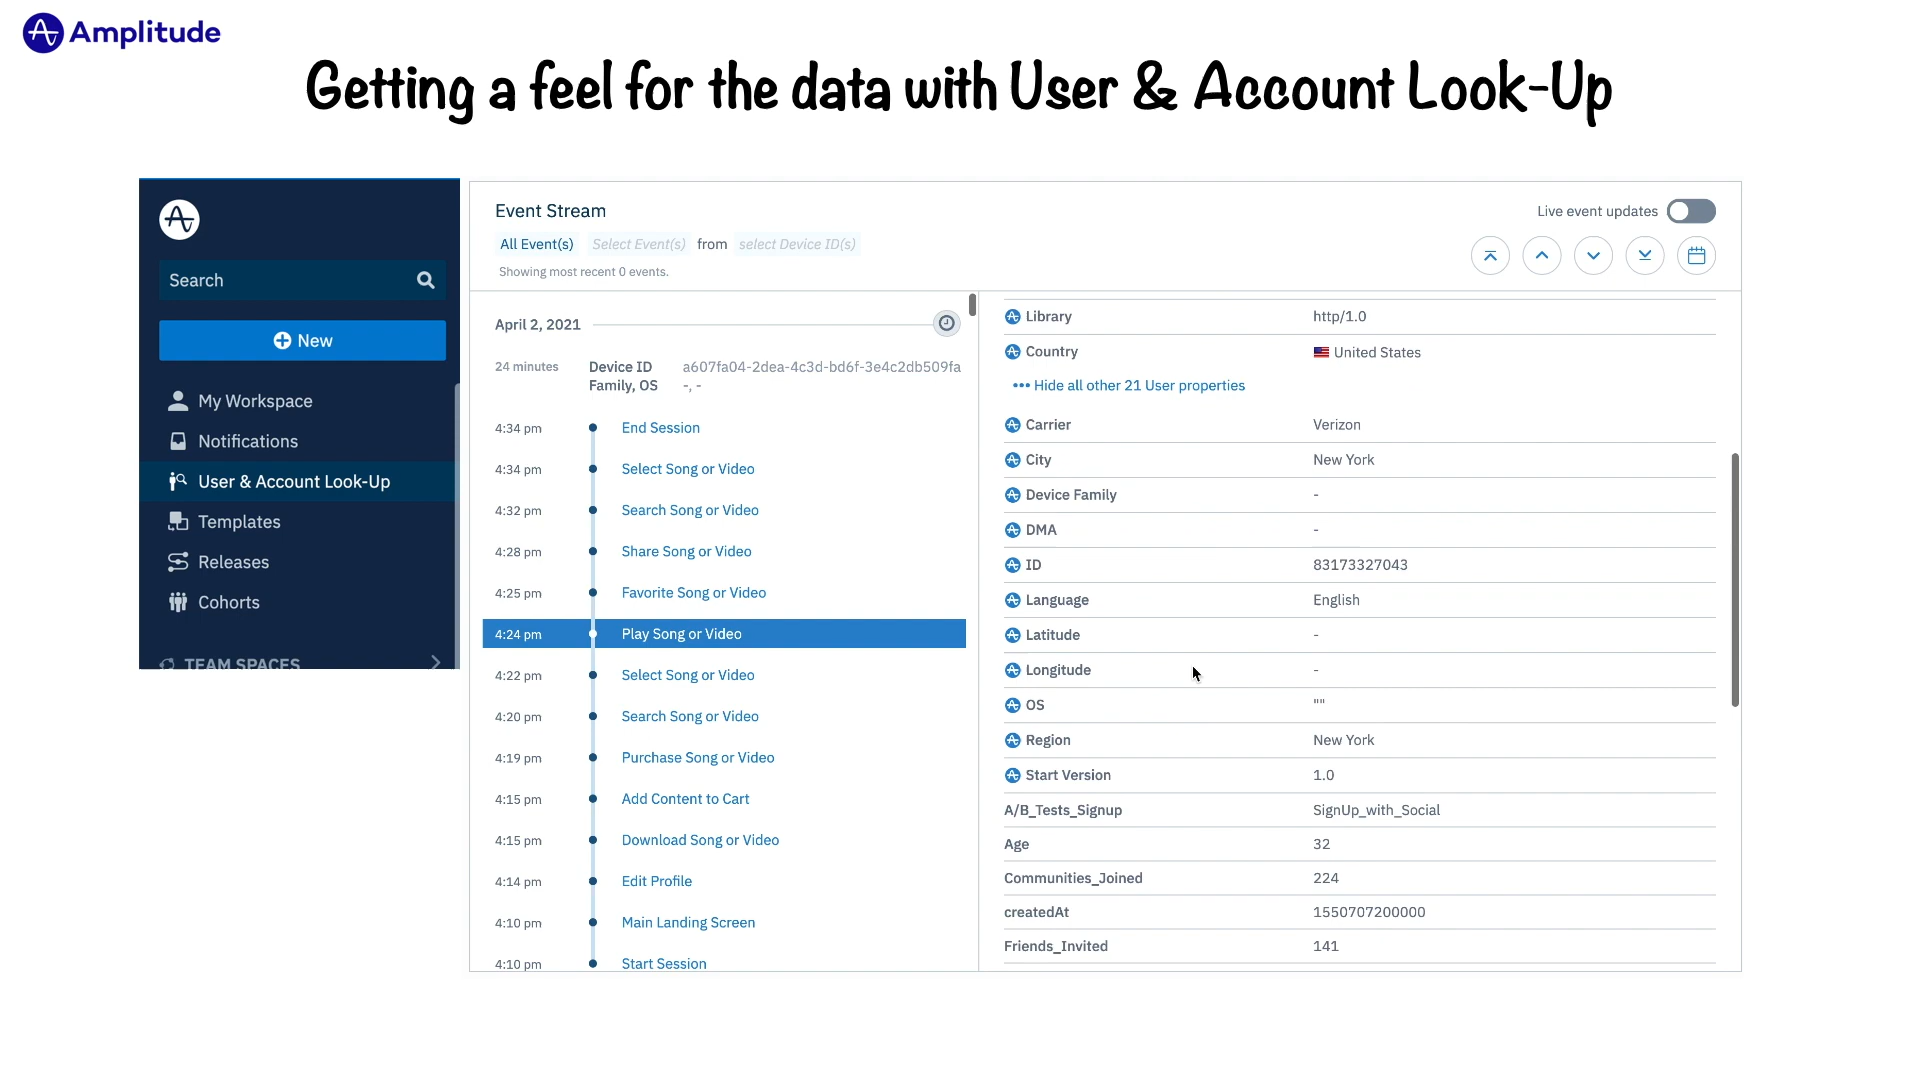 Amplitude
Getting a feel for the data with User & Account Look-Up
Search
New
My Workspace
Notifications
User & Account Look-Up
Templates
Releases
Cohorts
TEAM SPACES
Event Stream
Live event updates
All Event(s) Select Event(s) from select Device ID(s)
Showing most recent 0 events.
April 2, 2021
24 minutes Device ID a607fa04-2dea-4c3d-bd6f-3e4c2db509fa
Family, OS -, -
4:34 pm End Session
4:34 pm Select Song or Video
4:32 pm Search Song or Video
4:28 pm Share Song or Video
4:25 pm Favorite Song or Video
4:24 pm Play Song or Video
4:22 pm Select Song or Video
4:20 pm Search Song or Video
4:19 pm Purchase Song or Video
4:15 pm Add Content to Cart
4:15 pm Download Song or Video
4:14 pm Edit Profile
4:10 pm Main Landing Screen
4:10 pm Start Session
Library http/1.0
Country United States
••• Hide all other 21 User properties
Carrier Verizon
City New York
Device Family -
DMA -
ID 83173327043
Language English
Latitude -
Longitude -
OS ""
Region New York
Start Version 1.0
A/B_Tests_Signup SignUp_with_Social
Age 32
Communities_Joined 224
createdAt 1550707200000
Friends_Invited 141